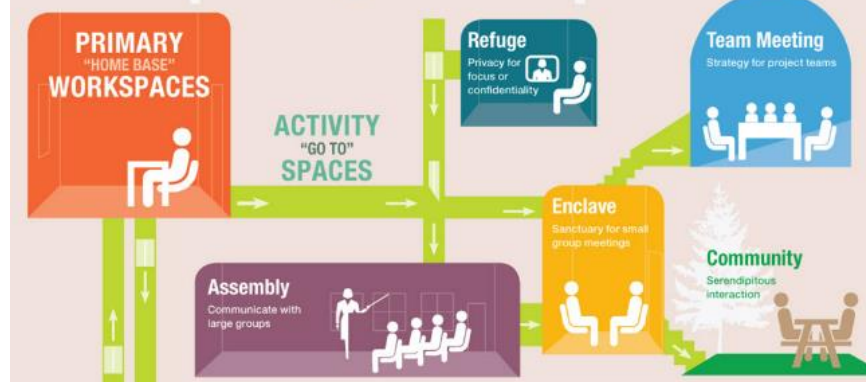 PRIMARY
"HOME BASE"
WORKSPACES
ACTIVITY
"GO TO"
SPACES
Refuge
Privacy for
focus or
confidentiality
Team Meeting
Strategy for project teams
Enclave
Sanctuary for small
group meetings
Assembly
Communicate with
large groups
Community
Serendipitous
interaction